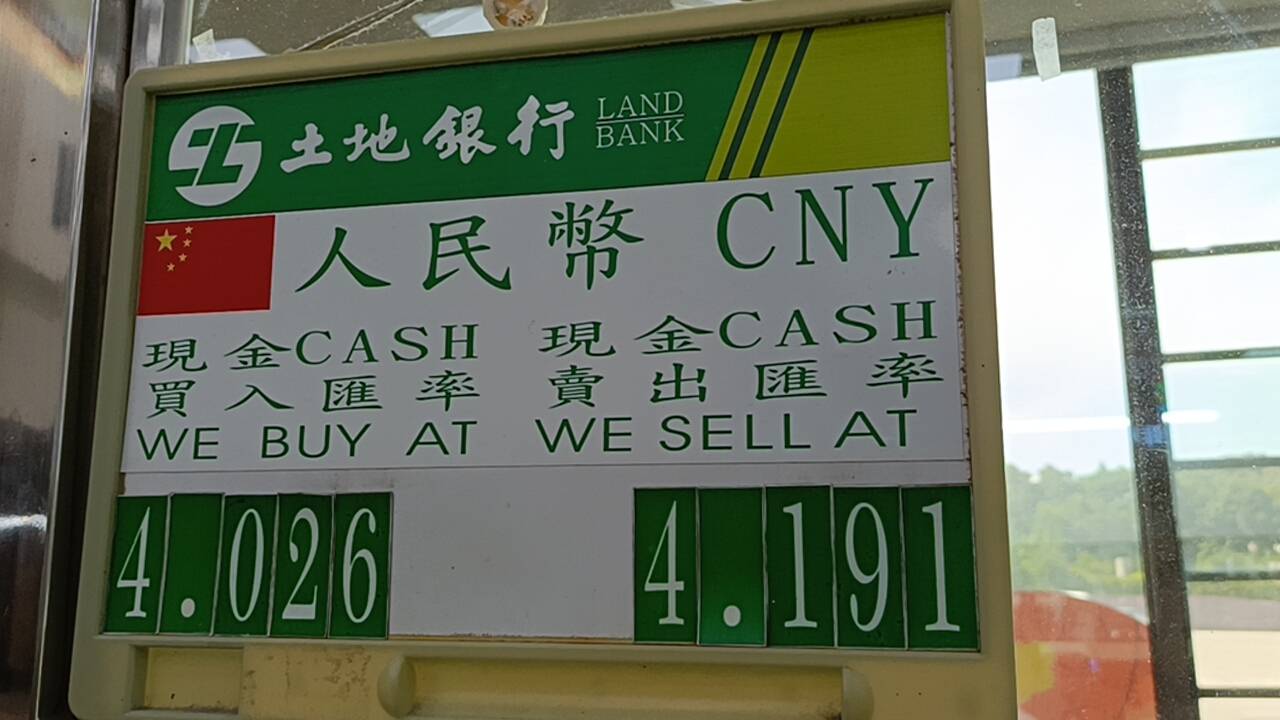 土地銀行 LAND BANK
人民幣 CNY
現金CASH 現金CASH
買入匯率 賣出匯率
WE BUY AT WE SELL AT
4.026 4.191